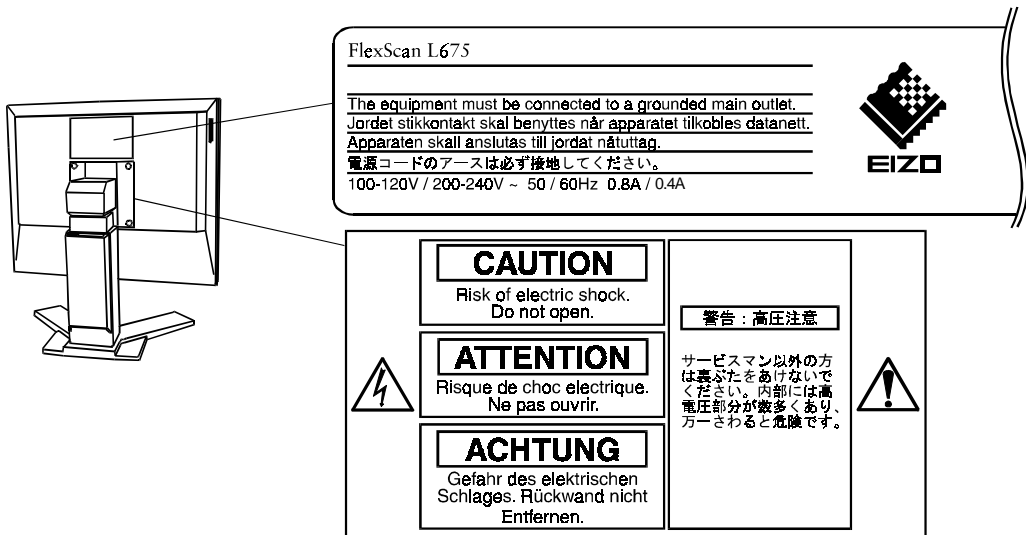 FlexScan L675
The equipment must be connected to a grounded main outlet.
Jordet stikkontakt skal benyttes når apparatet tilkobles datanett.
Apparaten skall anslutas till jordat nåtuttag.
電源コードのアースは必ず接地してください。
100-120V / 200-240V ~ 50 / 60Hz 0.8A / 0.4A
EIZO
CAUTION
Risk of electric shock.
Do not open.
ATTENTION
Risque de choc electrique.
Ne pas ouvrir.
ACHTUNG
Gefahr des elektrischen
Schlages. Rückwand nicht
Entfernen.
警告：高圧注意
サービスマン以外の方
は裏ぶたをあけないで
ください。内部には高
電圧部分が数多くあり、
万一さわると危険です。